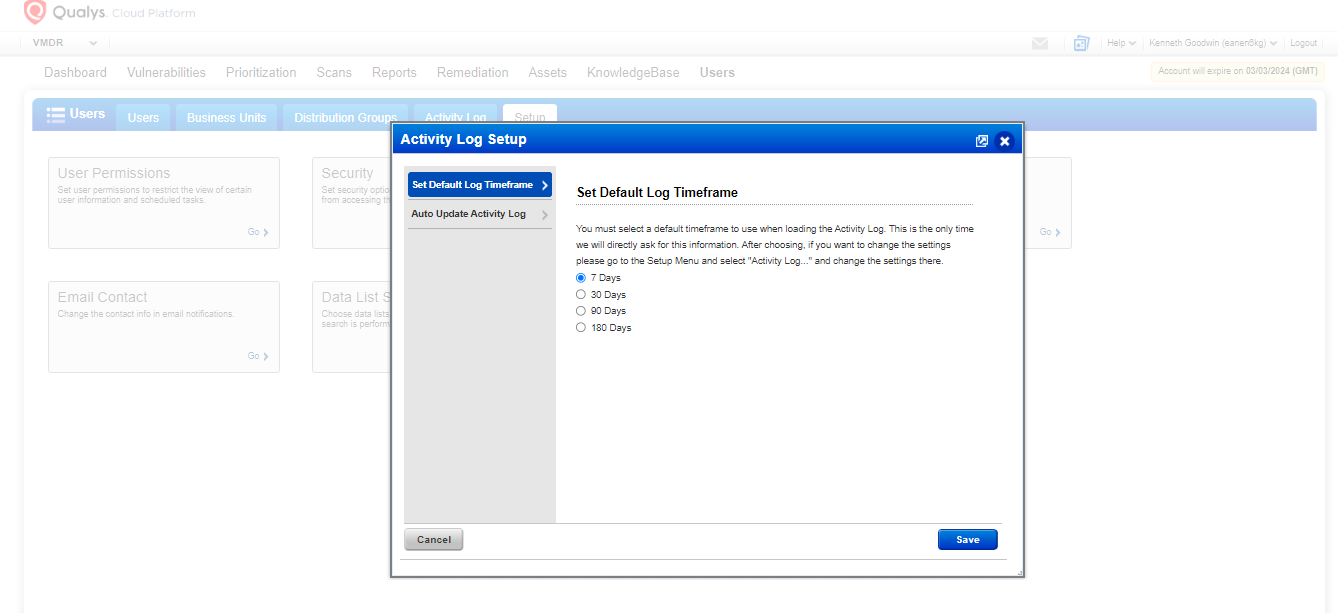 Qualys. Cloud Platform
VMDR
Help
Kenneth Goodwin (eanen8kg)
Logout
Dashboard
Vulnerabilities
Prioritization
Scans
Reports
Remediation
Assets
KnowledgeBase
Users
Account will expire on 03/03/2024 (GMT)
Users
Users
Business Units
Distribution Groups
Activity Log
Setup
Activity Log Setup
User Permissions
Set user permissions to restrict the view of certain
user information and scheduled tasks.
Go
Security
Set security optio
from accessing th
Go
Email Contact
Change the contact info in email notifications.
Go
Data List S
Choose data lists
search is perform
Set Default Log Timeframe
Auto Update Activity Log
Set Default Log Timeframe
You must select a default timeframe to use when loading the Activity Log. This is the only time
we will directly ask for this information. After choosing, if you want to change the settings
please go to the Setup Menu and select "Activity Log..." and change the settings there.
7 Days
30 Days
90 Days
180 Days
Cancel
Save